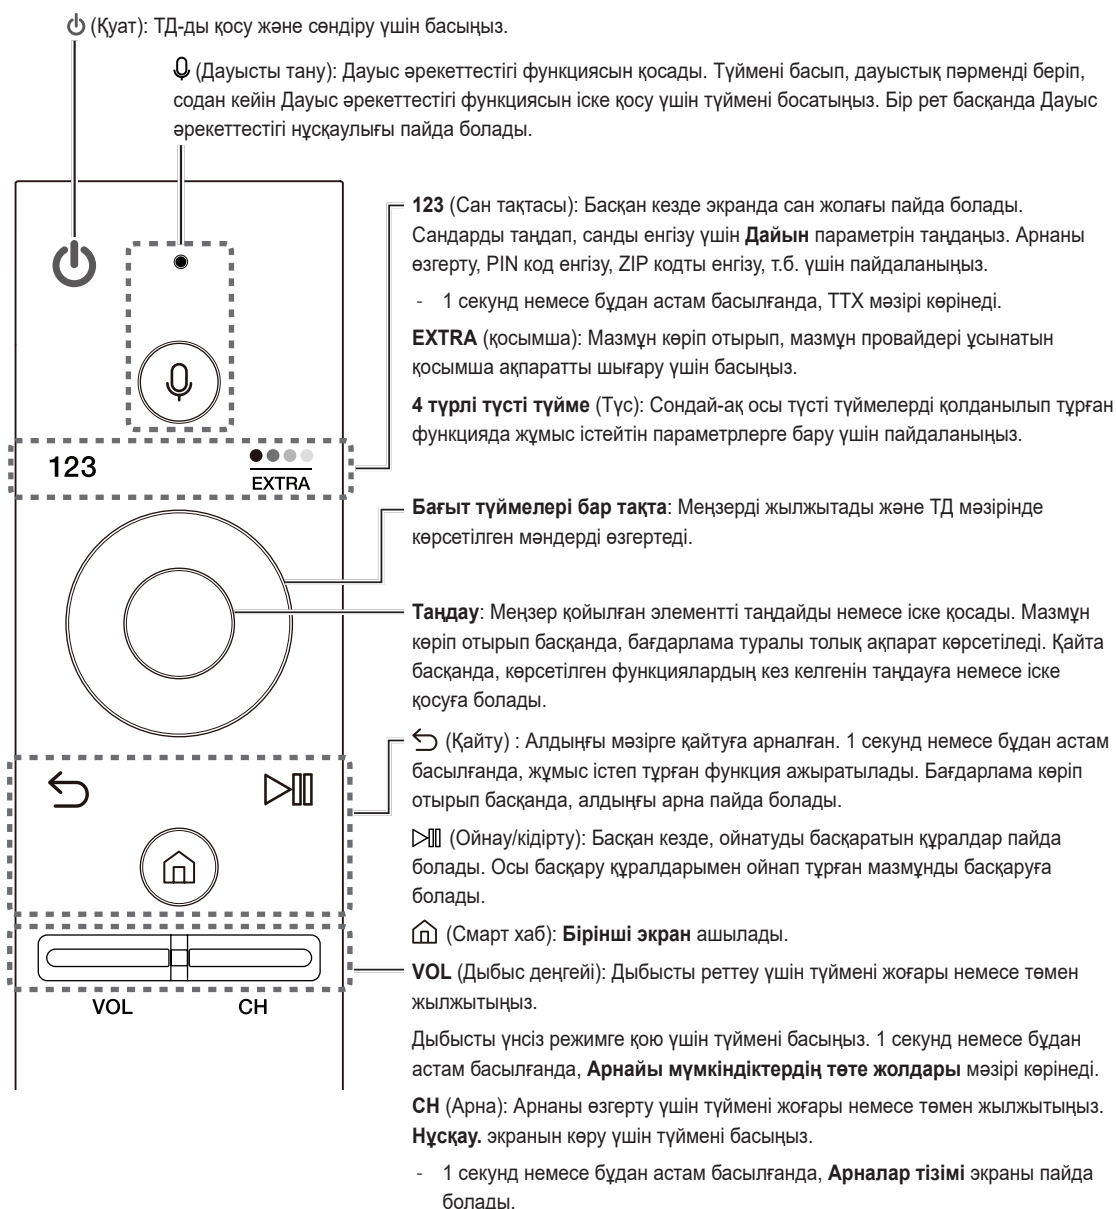 (Қуат): ТД-ды қосу және сөндіру үшін басыңыз.
(Дауысты тану): Дауыс әрекеттестігі функциясын қосады. Түймені басып, дауыстық пәрменді беріп,
содан кейін Дауыс әрекеттестігі функциясын іске қосу үшін түймені босатыңыз. Бір рет басқанда Дауыс
әрекеттестігі нұсқаулығы пайда болады.
123 (Сан тақтасы): Басқан кезде экранда сан жолағы пайда болады.
Сандарды таңдап, санды енгізу үшін Дайын параметрін таңдаңыз. Арнаны
өзгерту, PIN код енгізу, ZIP кодты енгізу, т.б. үшін пайдаланыңыз.
- 1 секунд немесе бұдан астам басылғанда, TTX мәзірі көрінеді.
EXTRA (қосымша): Мазмұн көріп отырып, мазмұн провайдері ұсынатын
қосымша ақпаратты шығару үшін басыңыз.
4 түрлі түсті түйме (Түс): Сондай-ақ осы түсті түймелерді қолданылып тұрған
функцияда жұмыс істейтін параметрлерге бару үшін пайдаланыңыз.
123
EXTRA
Бағыт түймелері бар тақта: Меңзерді жылжытады және ТД мәзірінде
көрсетілген мәндерді өзгертеді.
Таңдау: Меңзер қойылған элементті таңдайды немесе іске қосады. Мазмұн
көріп отырып басқанда, бағдарлама туралы толық ақпарат көрсетіледі. Қайта
басқанда, көрсетілген функциялардың кез келгенін таңдауға немесе іске
қосуға болады.
(Қайту) : Алдыңғы мәзірге қайтуға арналған. 1 секунд немесе бұдан астам
басылғанда, жұмыс істеп тұрған функция ажыратылады. Бағдарлама көріп
отырып басқанда, алдыңғы арна пайда болады.
(Ойнау/кідірту): Басқан кезде, ойнатуды басқаратын құралдар пайда
болады. Осы басқару құралдарымен ойнап тұрған мазмұнды басқаруға
болады.
(Смарт хаб): Бірінші экран ашылады.
VOL (Дыбыс деңгейі): Дыбысты реттеу үшін түймені жоғары немесе төмен
жылжытыңыз.
VOL
CH
Дыбысты үнсіз режимге қою үшін түймені басыңыз. 1 секунд немесе бұдан
астам басылғанда, Арнайы мүмкіндіктердің төте жолдары мәзірі көрінеді.
CH (Арна): Арнаны өзгерту үшін түймені жоғары немесе төмен жылжытыңыз.
Нұсқау. экранын көру үшін түймені басыңыз.
- 1 секунд немесе бұдан астам басылғанда, Арналар тізімі экраны пайда
болады.